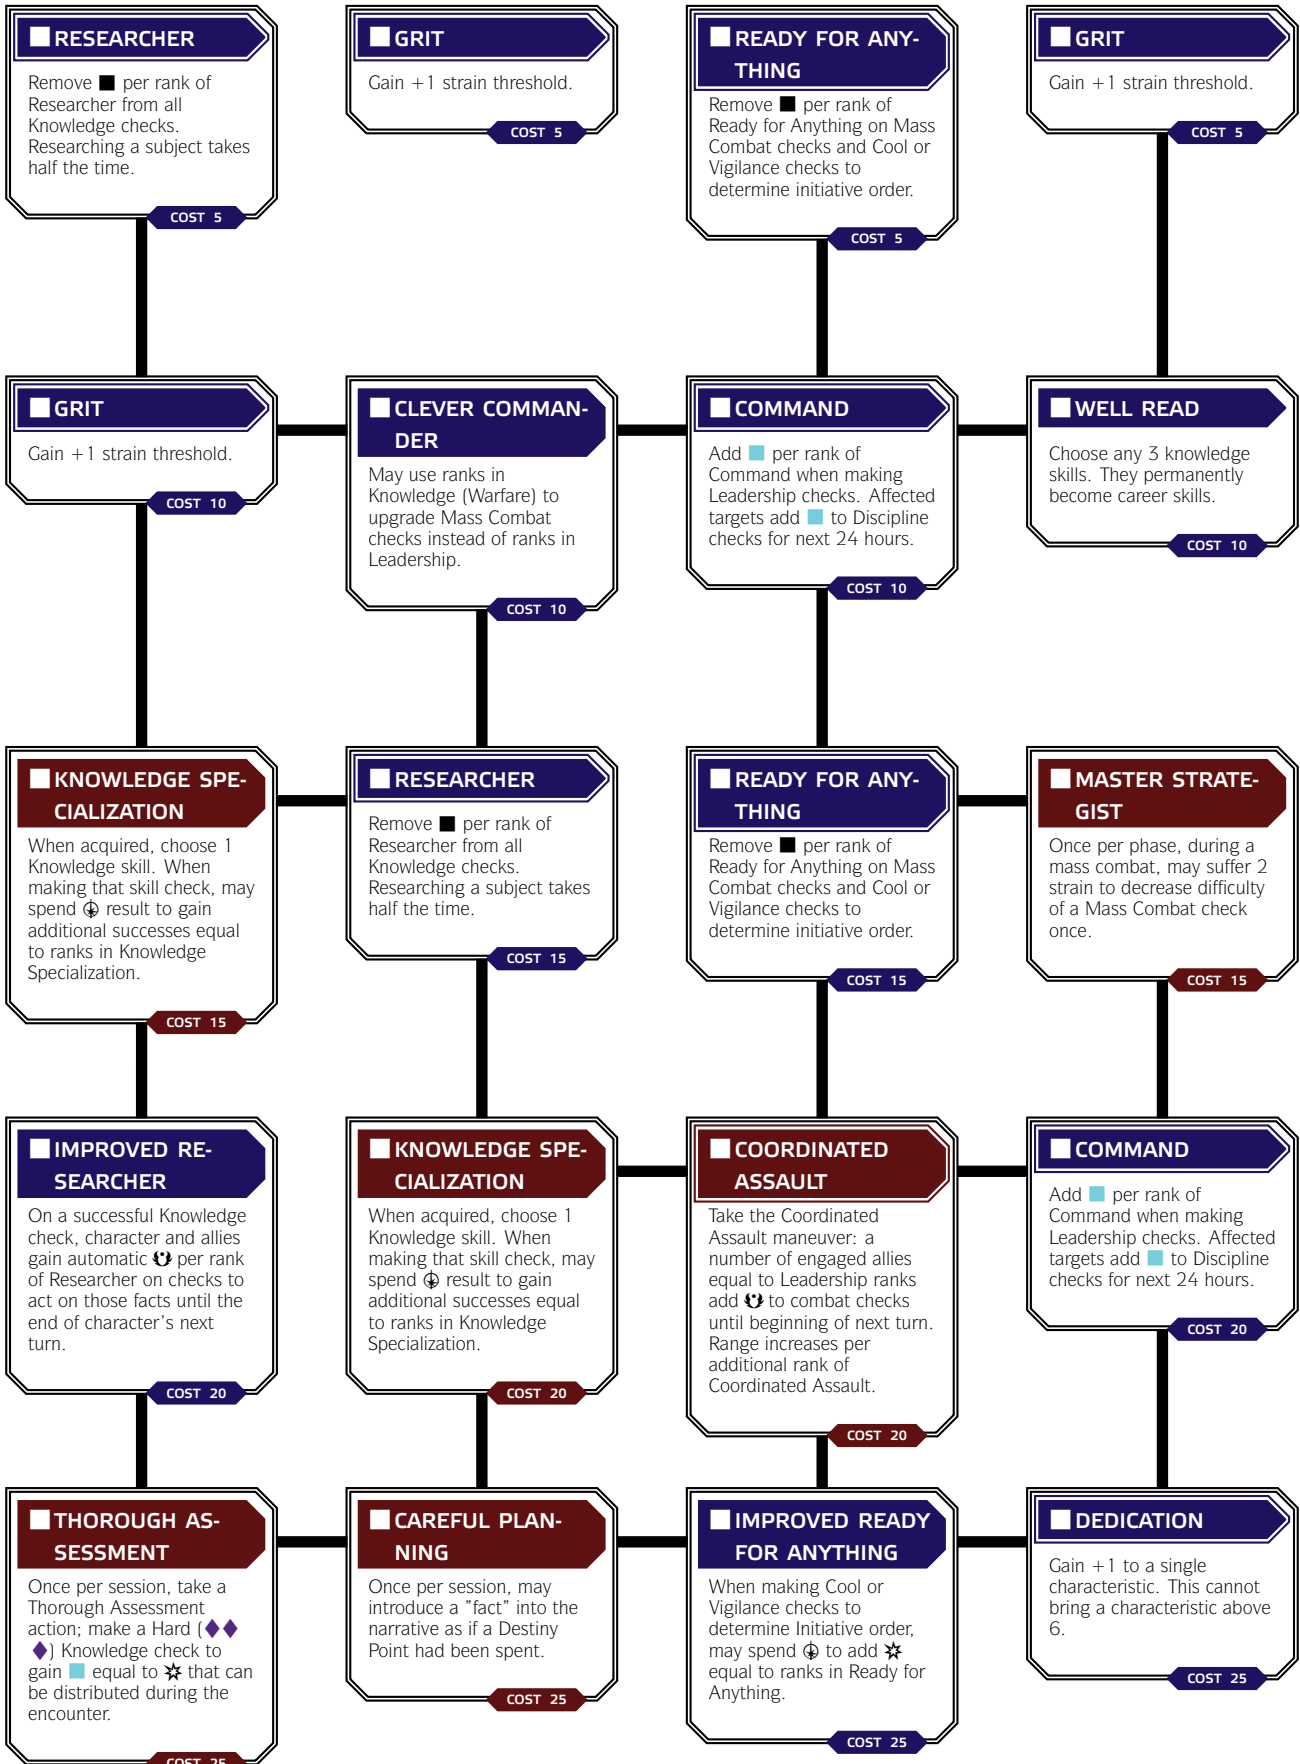 RESEARCHER
Remove ■ per rank of
Researcher from all
Knowledge checks.
Researching a subject takes
half the time.
COST 5
GRIT
Gain +1 strain threshold.
COST 5
READY FOR ANY-
THING
Remove ■ per rank of
Ready for Anything on Mass
Combat checks and Cool or
Vigilance checks to
determine initiative order.
COST 5
GRIT
Gain +1 strain threshold.
COST 5
GRIT
Gain +1 strain threshold.
COST 10
CLEVER COMMAN-
DER
May use ranks in
Knowledge (Warfare) to
upgrade Mass Combat
checks instead of ranks in
Leadership.
COST 10
COMMAND
Add ■ per rank of
Command when making
Leadership checks. Affected
targets add ■ to Discipline
checks for next 24 hours.
COST 10
WELL READ
Choose any 3 knowledge
skills. They permanently
become career skills.
COST 10
KNOWLEDGE SPE-
CIALIZATION
When acquired, choose 1
Knowledge skill. When
making that skill check, may
spend result to gain
additional successes equal
to ranks in Knowledge
Specialization.
COST 15
RESEARCHER
Remove ■ per rank of
Researcher from all
Knowledge checks.
Researching a subject takes
half the time.
COST 15
READY FOR ANY-
THING
Remove ■ per rank of
Ready for Anything on Mass
Combat checks and Cool or
Vigilance checks to
determine initiative order.
COST 15
MASTER STRATE-
GIST
Once per phase, during a
mass combat, may suffer 2
strain to decrease difficulty
of a Mass Combat check
once.
COST 15
IMPROVED RE-
SEARCHER
On a successful Knowledge
check, character and allies
gain automatic per rank
of Researcher on checks to
act on those facts until the
end of character's next
turn.
COST 20
KNOWLEDGE SPE-
CIALIZATION
When acquired, choose 1
Knowledge skill. When
making that skill check, may
spend result to gain
additional successes equal
to ranks in Knowledge
Specialization.
COST 20
COORDINATED
ASSAULT
Take the Coordinated
Assault maneuver: a
number of engaged allies
equal to Leadership ranks
add to combat checks
until beginning of next turn.
Range increases per
additional rank of
Coordinated Assault.
COST 20
COMMAND
Add ■ per rank of
Command when making
Leadership checks. Affected
targets add ■ to Discipline
checks for next 24 hours.
COST 20
THOROUGH AS-
SESSMENT
Once per session, take a
Thorough Assessment
action; make a Hard (♦♦
♦) Knowledge check to
gain ■ equal to that can
be distributed during the
encounter.
COST 25
CAREFUL PLAN-
NING
Once per session, may
introduce a "fact" into the
narrative as if a Destiny
Point had been spent.
COST 25
IMPROVED READY
FOR ANYTHING
When making Cool or
Vigilance checks to
determine Initiative order,
may spend to add
equal to ranks in Ready for
Anything.
COST 25
DEDICATION
Gain +1 to a single
characteristic. This cannot
bring a characteristic above
6.
COST 25